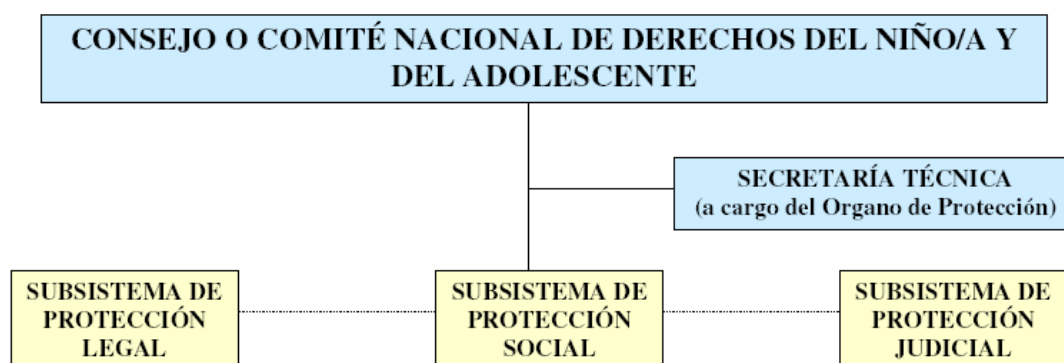 CONSEJO O COMITÉ NACIONAL DE DERECHOS DEL NIÑO/A Y
DEL ADOLESCENTE
SECRETARÍA TÉCNICA
(a cargo del Organo de Protección)
SUBSISTEMA DE
PROTECCIÓN
LEGAL
SUBSISTEMA DE
PROTECCIÓN
SOCIAL
SUBSISTEMA DE
PROTECCIÓN
JUDICIAL